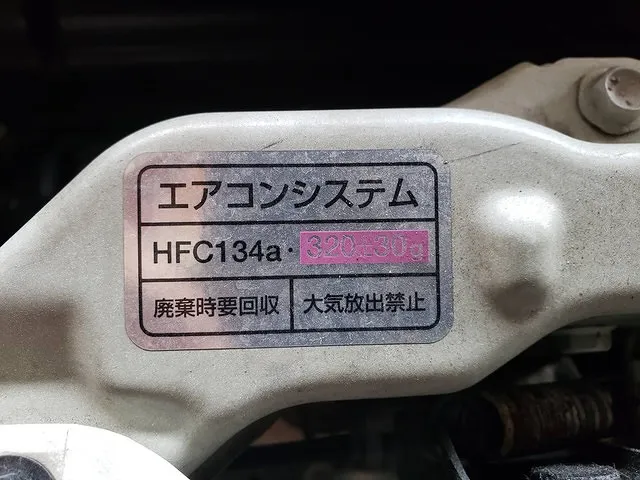 エアコンシステム
HFC134a・320±30g
廃棄時要回収 大気放出禁止